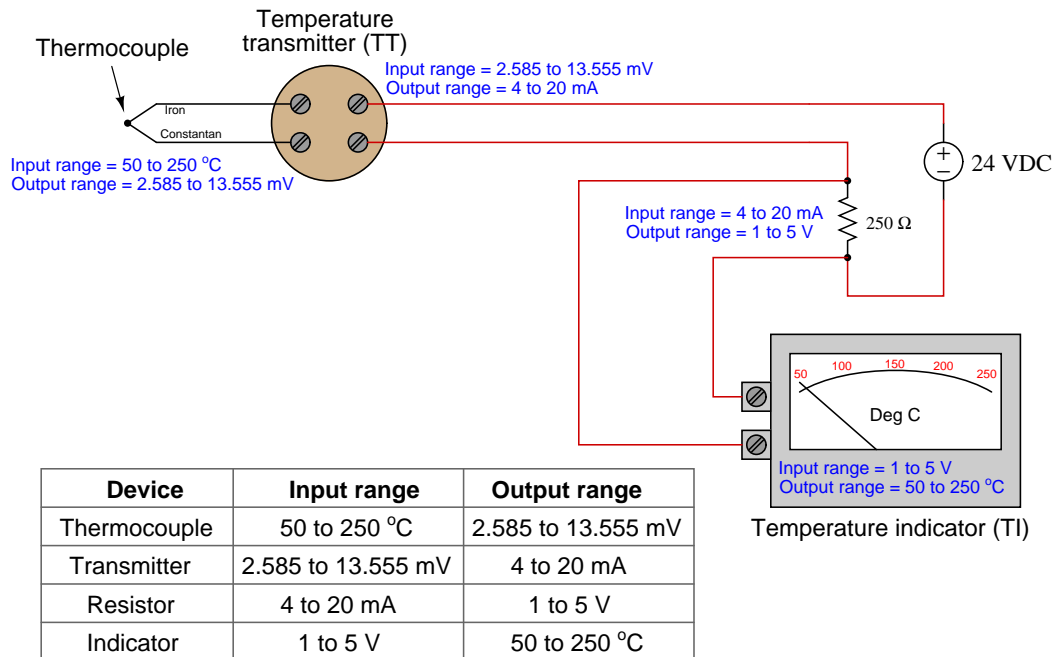 Temperature
transmitter (TT)
Thermocouple
Input range = 2.585 to 13.555 mV
Output range = 4 to 20 mA
Iron
Constantan
Input range = 50 to 250 °C
Output range = 2.585 to 13.555 mV
+
−
24 VDC
Input range = 4 to 20 mA
Output range = 1 to 5 V
250 Ω
50 100 150 200 250
Deg C
Input range = 1 to 5 V
Output range = 50 to 250 °C
Temperature indicator (TI)
Device Input range Output range
Thermocouple 50 to 250 °C 2.585 to 13.555 mV
Transmitter 2.585 to 13.555 mV 4 to 20 mA
Resistor 4 to 20 mA 1 to 5 V
Indicator 1 to 5 V 50 to 250 °C